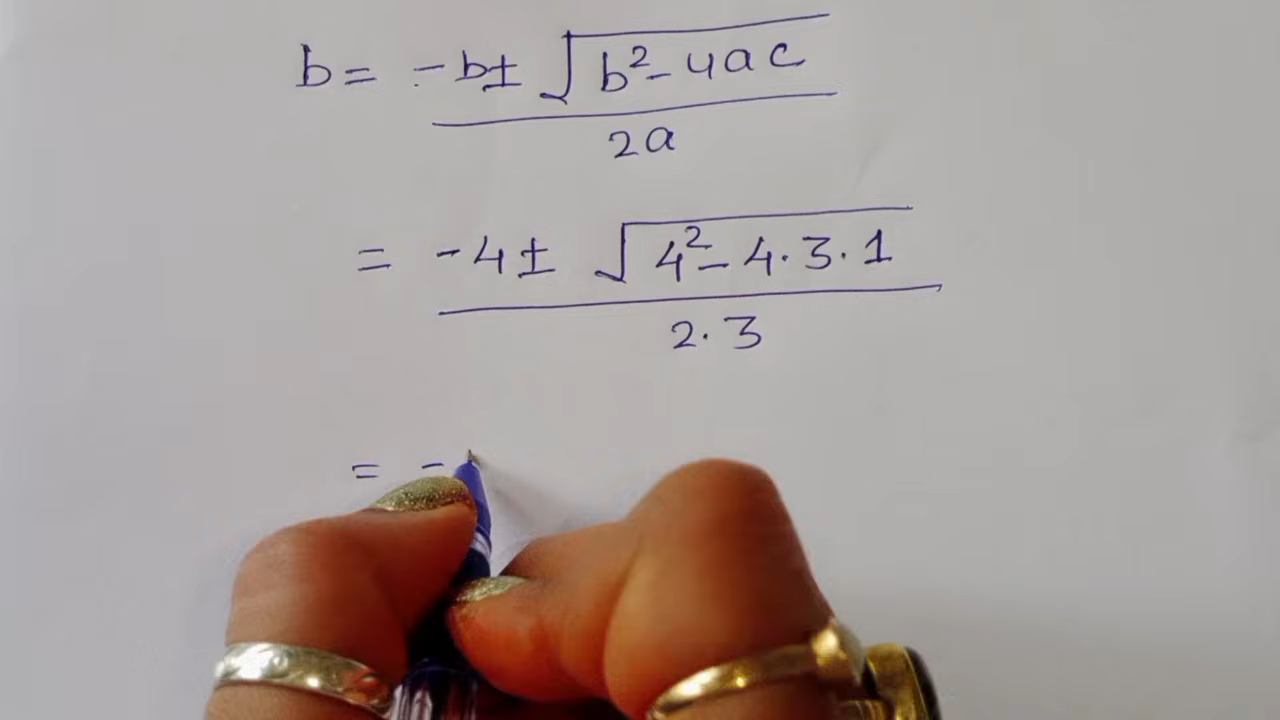 b = -b ± √(b² - 4ac) / 2a
= -4 ± √(4² - 4·3·1) / 2·3
= -